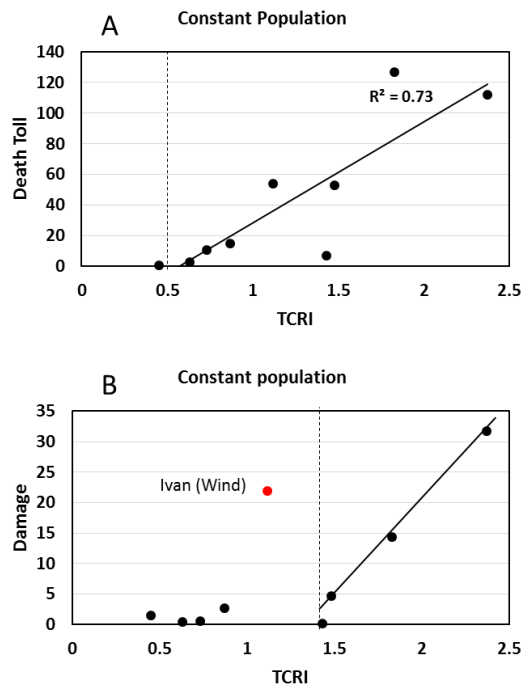 A
Constant Population
140
120
100
80
60
40
20
0
Death Toll
R² = 0.73
0 0.5 1 1.5 2 2.5
TCRI
B
Constant population
35
30
25
20
15
10
5
0
Damage
Ivan (Wind)
0 0.5 1 1.5 2 2.5
TCRI